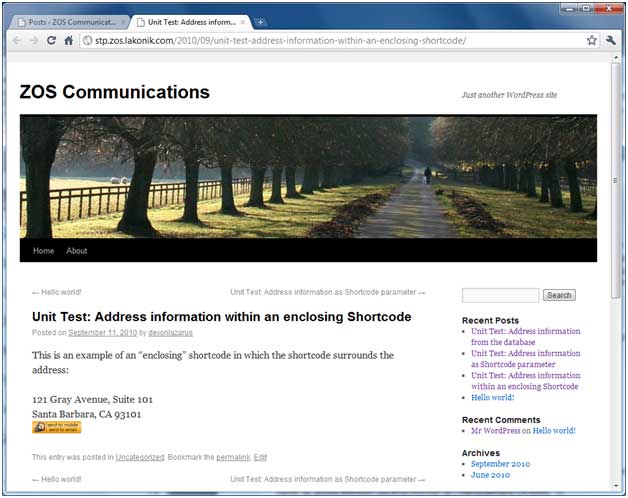 Posts ‹ ZOS Communicat...
Unit Test: Address inform...
stp.zos.lakonik.com/2010/09/unit-test-address-information-within-an-enclosing-shortcode/
ZOS Communications
Just another WordPress site
Home About
← Hello world!
Unit Test: Address information as Shortcode parameter →
Unit Test: Address information within an enclosing Shortcode
Posted on September 11, 2010 by devonlazarus
This is an example of an “enclosing” shortcode in which the shortcode surrounds the
address:
121 Gray Avenue, Suite 101
Santa Barbara, CA 93101
send to mobile
send to email
This entry was posted in Uncategorized. Bookmark the permalink. Edit
← Hello world!
Unit Test: Address information as Shortcode parameter →
Search
Recent Posts
Unit Test: Address information
from the database
Unit Test: Address information
as Shortcode parameter
Unit Test: Address information
within an enclosing Shortcode
Hello world!
Recent Comments
Mr WordPress on Hello world!
Archives
September 2010
June 2010